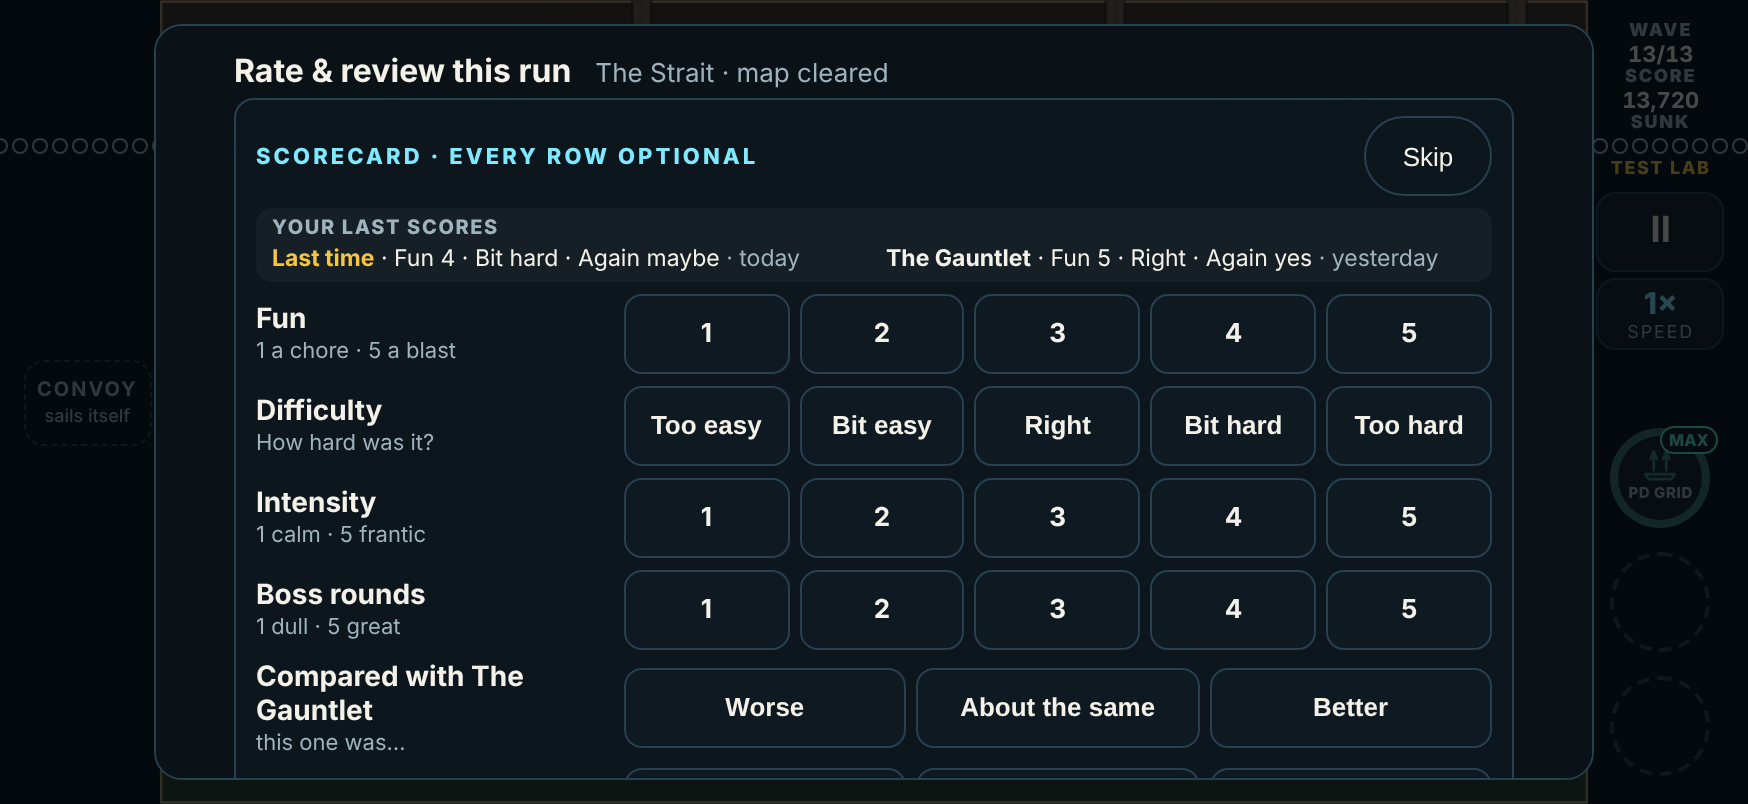 Rate & review this run The Strait · map cleared
SCORECARD · EVERY ROW OPTIONAL
Skip
YOUR LAST SCORES
Last time · Fun 4 · Bit hard · Again maybe · today
The Gauntlet · Fun 5 · Right · Again yes · yesterday
Fun
1 a chore · 5 a blast
1 2 3 4 5
Difficulty
How hard was it?
Too easy Bit easy Right Bit hard Too hard
Intensity
1 calm · 5 frantic
1 2 3 4 5
Boss rounds
1 dull · 5 great
1 2 3 4 5
Compared with The
Gauntlet
this one was...
Worse About the same Better
CONVOY
sails itself
WAVE
13/13
SCORE
13,720
SUNK
TEST LAB
1×
SPEED
MAX
PD GRID